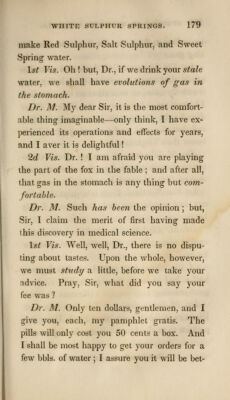 WHITE SULPHUR SPRINGS. 179
make Red Sulphur, Salt Sulphur, and Sweet
Spring water.
1st Vis. Oh! but, Dr., if we drink your stale
water, we shall have evolutions of gas in
the stomach.
Dr. M. My dear Sir, it is the most comfort-
able thing imaginable—only think, I have ex-
perienced its operations and effects for years,
and I aver it is delightful!
2d Vis. Dr.! I am afraid you are playing
the part of the fox in the fable; and after all,
that gas in the stomach is any thing but com-
fortable.
Dr. M. Such has been the opinion; but,
Sir, I claim the merit of first having made
this discovery in medical science.
1st Vis. Well, well, Dr., there is no dispu-
ting about tastes. Upon the whole, however,
we must study a little, before we take your
advice. Pray, Sir, what did you say your
fee was?
Dr. M. Only ten dollars, gentlemen, and I
give you, each, my pamphlet gratis. The
pills will only cost you 50 cents a box. And
I shall be most happy to get your orders for a
few bbls. of water; I assure you it will be bet-